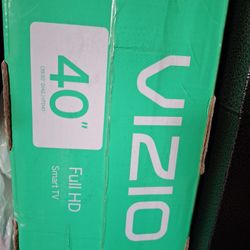 VIZIO
40"
Full HD
Smart TV